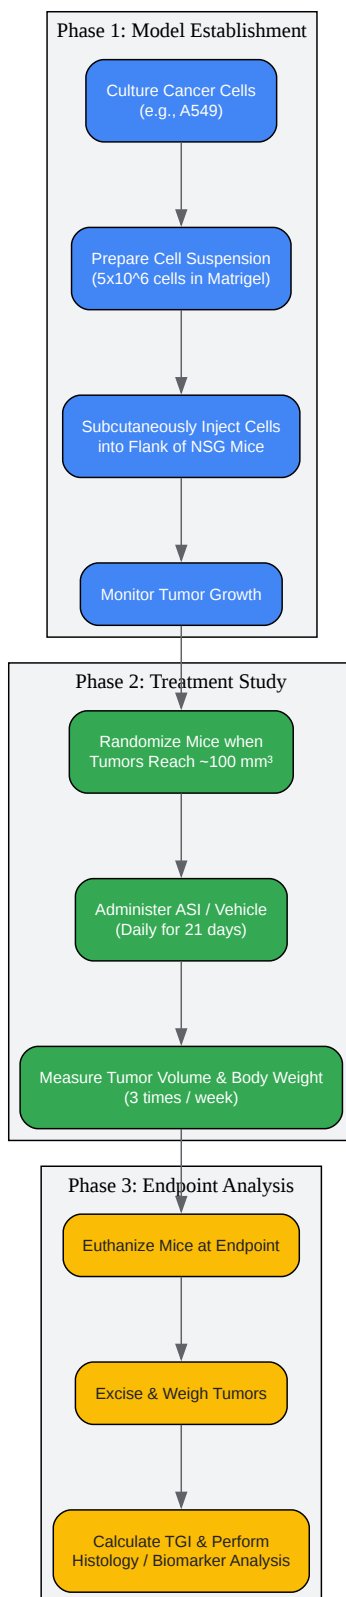 Phase 1: Model Establishment
Culture Cancer Cells
(e.g., A549)
Prepare Cell Suspension
(5x10^6 cells in Matrigel)
Subcutaneously Inject Cells
into Flank of NSG Mice
Monitor Tumor Growth
Phase 2: Treatment Study
Randomize Mice when
Tumors Reach ~100 mm³
Administer ASI / Vehicle
(Daily for 21 days)
Measure Tumor Volume & Body Weight
(3 times / week)
Phase 3: Endpoint Analysis
Euthanize Mice at Endpoint
Excise & Weigh Tumors
Calculate TGI & Perform
Histology / Biomarker Analysis